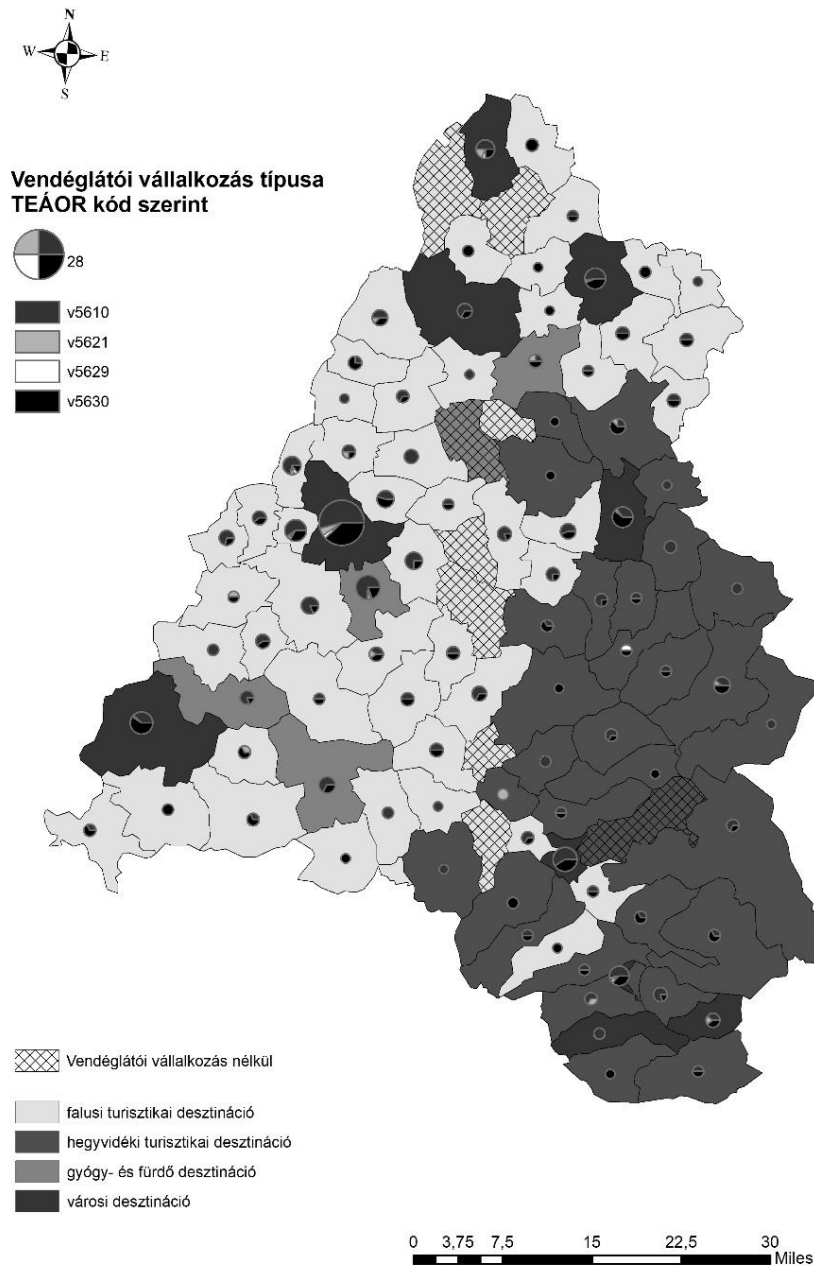 N
W E
S
Vendéglátói vállalkozás típusa
TEÁOR kód szerint
28
v5610
v5621
v5629
v5630
Vendéglátói vállalkozás nélkül
falusi turisztikai desztináció
hegyvidéki turisztikai desztináció
gyógy- és fürdő desztináció
városi desztináció
0 3,75 7,5 15 22,5 30
Miles